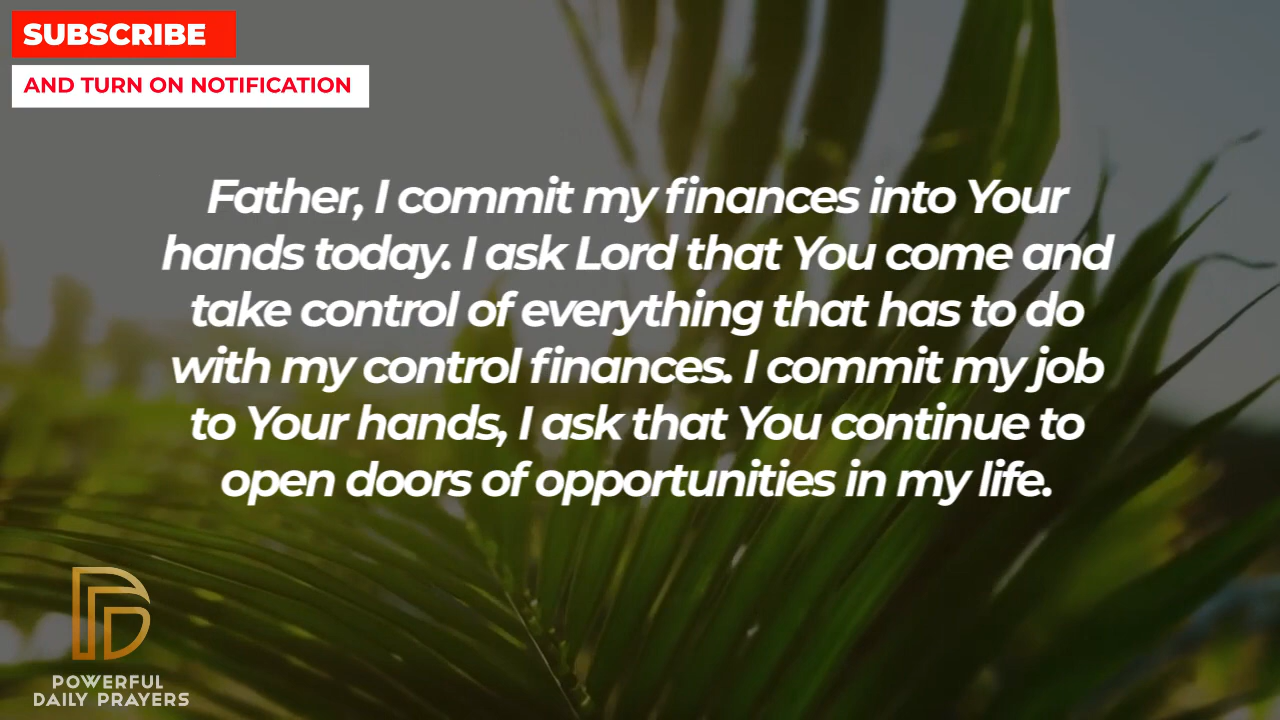 SUBSCRIBE
AND TURN ON NOTIFICATION
Father, I commit my finances into Your
hands today. I ask Lord that You come and
take control of everything that has to do
with my control finances. I commit my job
to Your hands, I ask that You continue to
open doors of opportunities in my life.
POWERFUL
DAILY PRAYERS